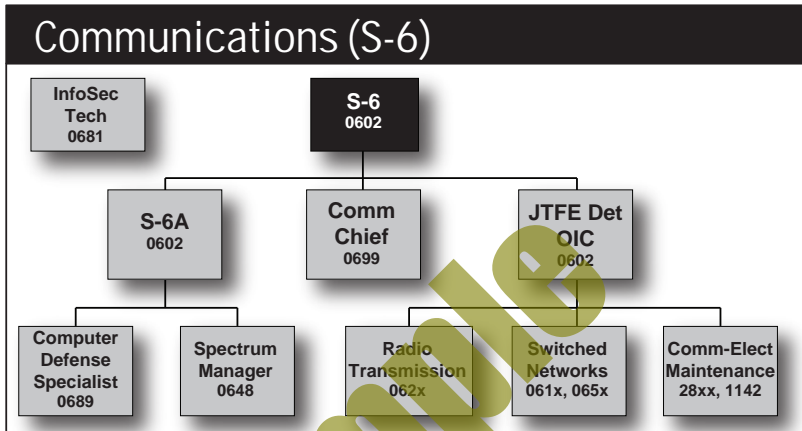 Communications (S-6)
InfoSec
Tech
0681
S-6
0602
S-6A
0602
Comm
Chief
0699
JTFE Det
OIC
0602
Computer
Defense
Specialist
0689
Spectrum
Manager
0648
Radio
Transmission
062x
Switched
Networks
061x, 065x
Comm-Elect
Maintenance
28xx, 1142